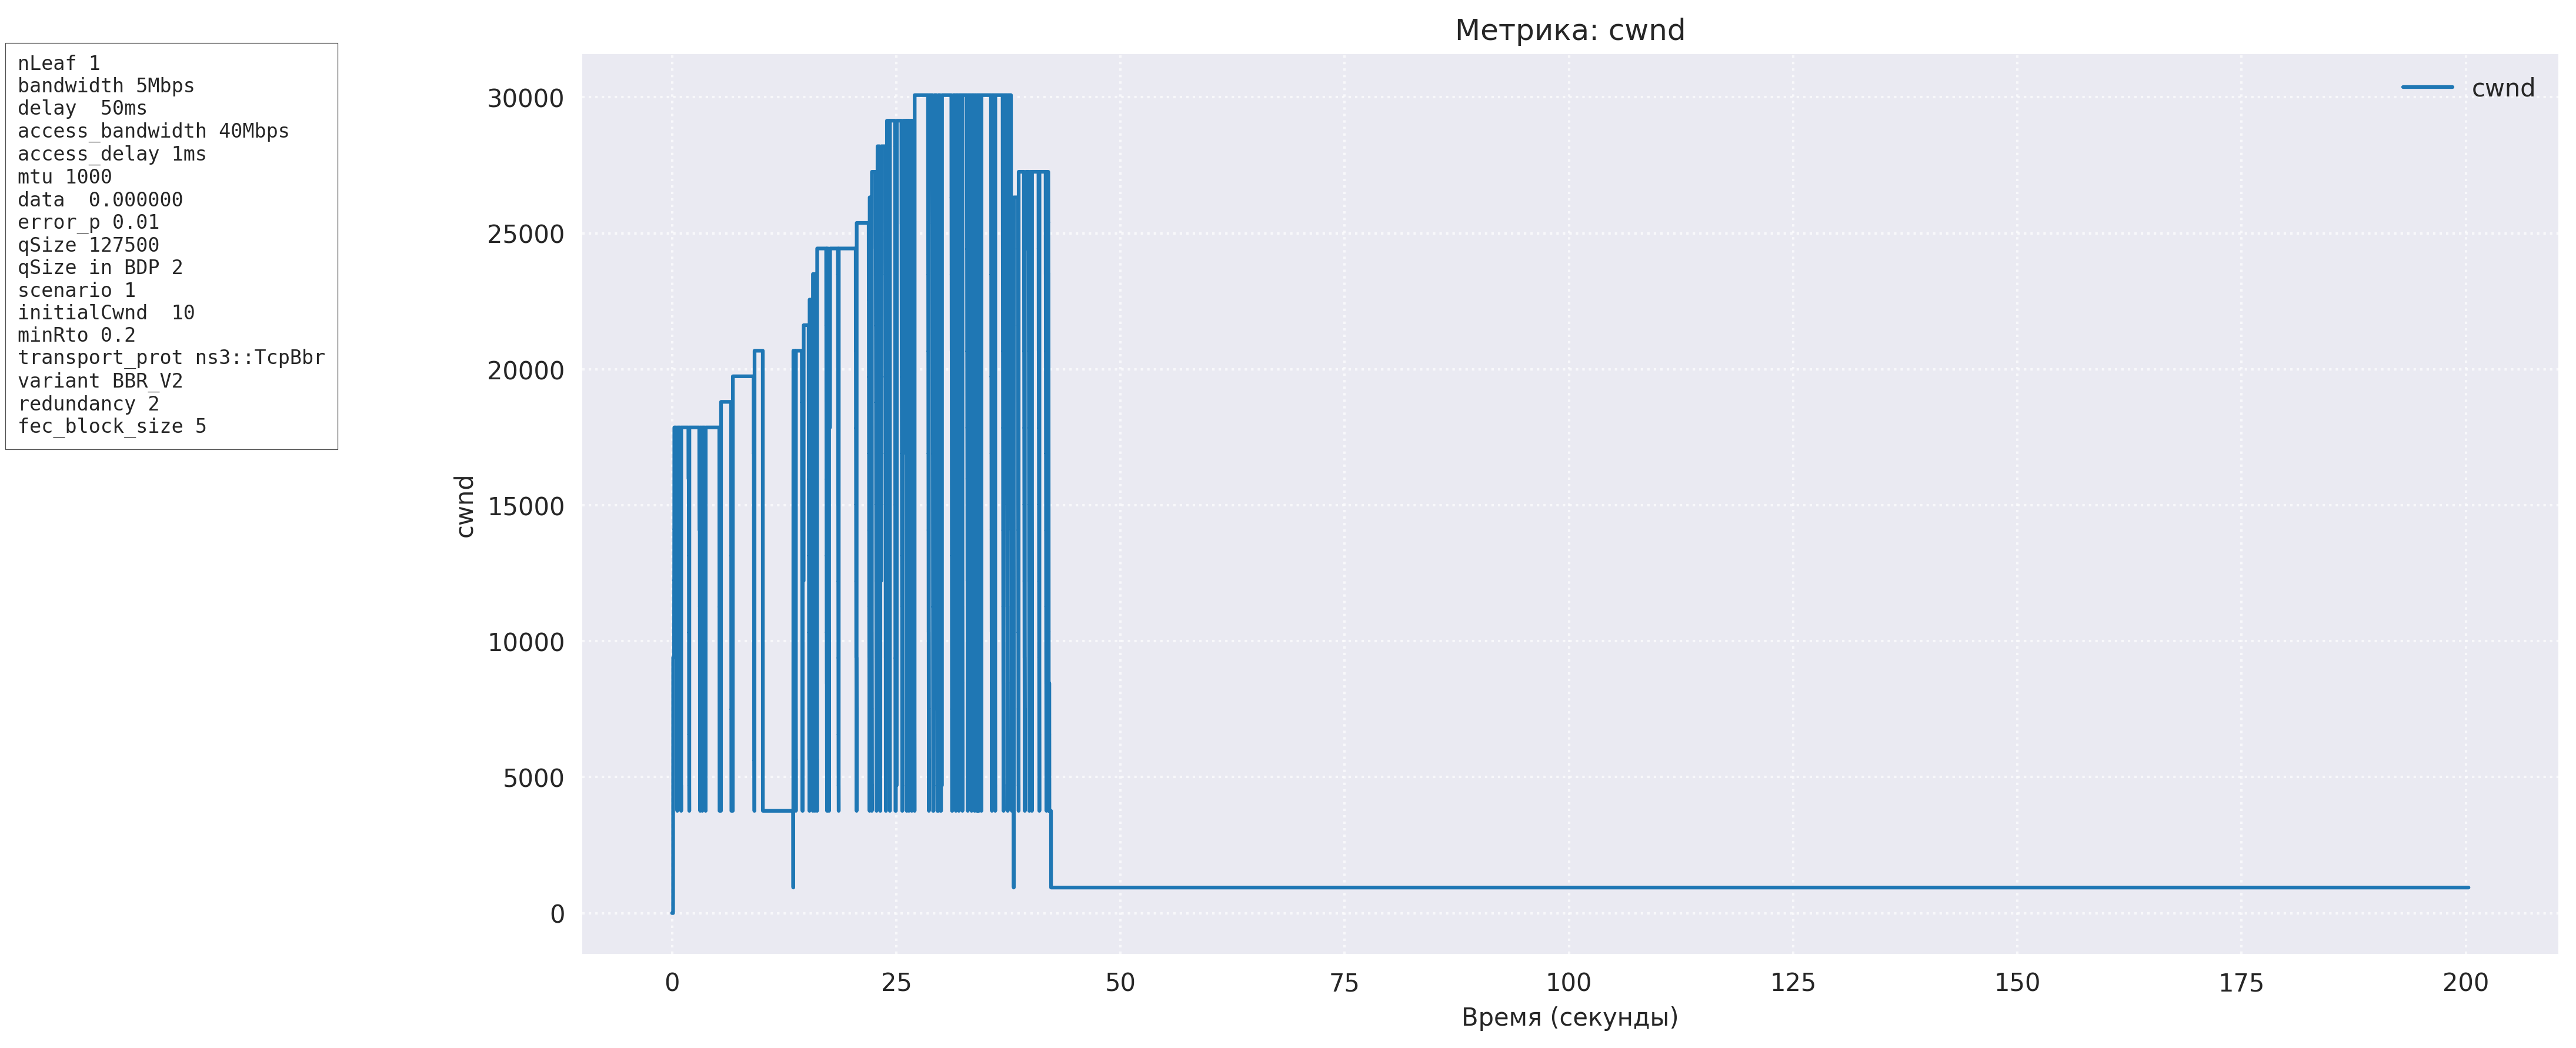 Метрика: cwnd
nLeaf 1
bandwidth 5Mbps
delay  50ms
access_bandwidth 40Mbps
access_delay 1ms
mtu 1000
data  0.000000
error_p 0.01
qSize 127500
qSize in BDP 2
scenario 1
initialCwnd  10
minRto 0.2
transport_prot ns3::TcpBbr
variant BBR_V2
redundancy 2
fec_block_size 5
cwnd
30000
25000
20000
15000
10000
5000
0
cwnd
0 25 50 75 100 125 150 175 200
Время (секунды)